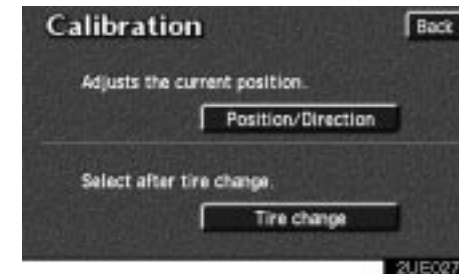 Calibration Back
Adjusts the current position.
Position/Direction
Select after tire change.
Tire change
2UE027